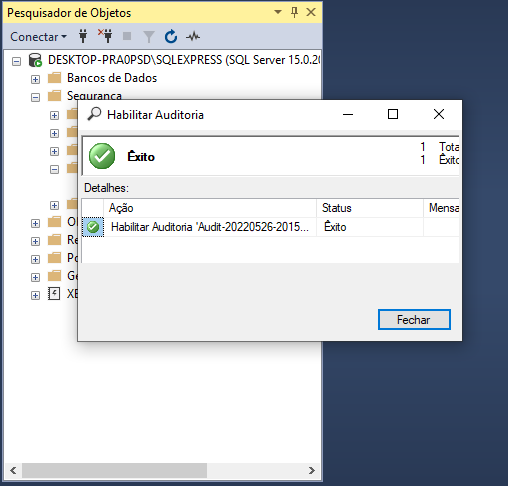 Pesquisador de Objetos
Conectar
DESKTOP-PRA0PSD\SQLEXPRESS (SQL Server 15.0.20
Bancos de Dados
Segurança
Habilitar Auditoria
Êxito
1 Tota
1 Êxito
Detalhes:
Ação Status Mensa
Habilitar Auditoria 'Audit-20220526-2015... Êxito
Fechar
O
Re
Po
Ge
XE